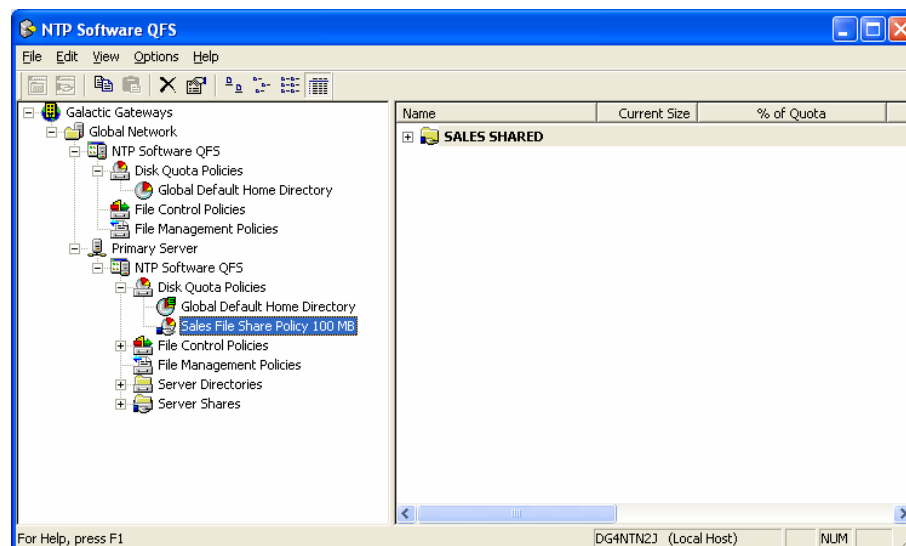 NTP Software QFS
File Edit View Options Help
Galactic Gateways
Global Network
NTP Software QFS
Disk Quota Policies
Global Default Home Directory
File Control Policies
File Management Policies
Primary Server
NTP Software QFS
Disk Quota Policies
Global Default Home Directory
Sales File Share Policy 100 MB
File Control Policies
File Management Policies
Server Directories
Server Shares
Name Current Size % of Quota
SALES SHARED
For Help, press F1 DG4NTN2J (Local Host) NUM